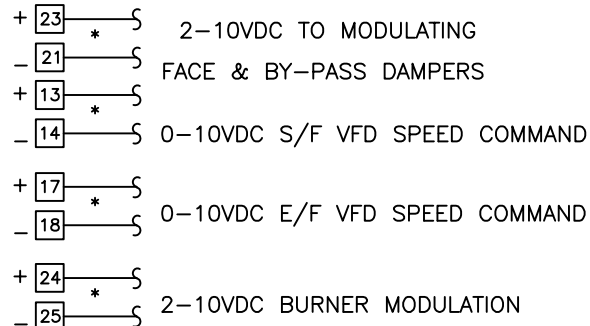 + 23 * 2-10VDC TO MODULATING
- 21 FACE & BY-PASS DAMPERS
+ 13 *
- 14 0-10VDC S/F VFD SPEED COMMAND
+ 17 *
- 18 0-10VDC E/F VFD SPEED COMMAND
+ 24 *
- 25 2-10VDC BURNER MODULATION